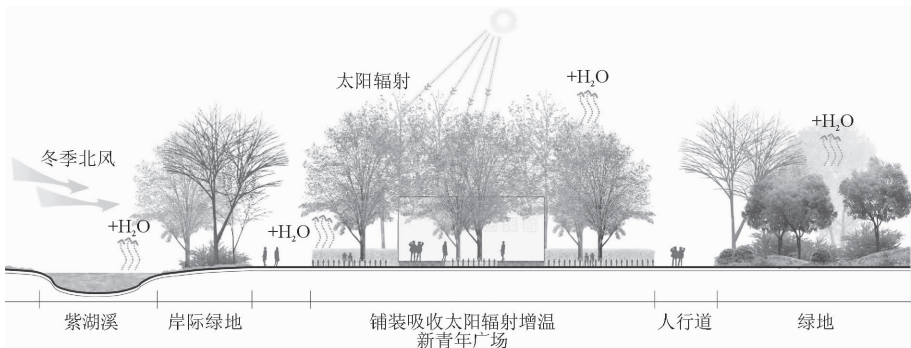 太阳辐射
+H₂O
+H₂O
冬季北风
+H₂O
+H₂O
紫湖溪
岸际绿地
铺装吸收太阳辐射增温
新青年广场
人行道
绿地